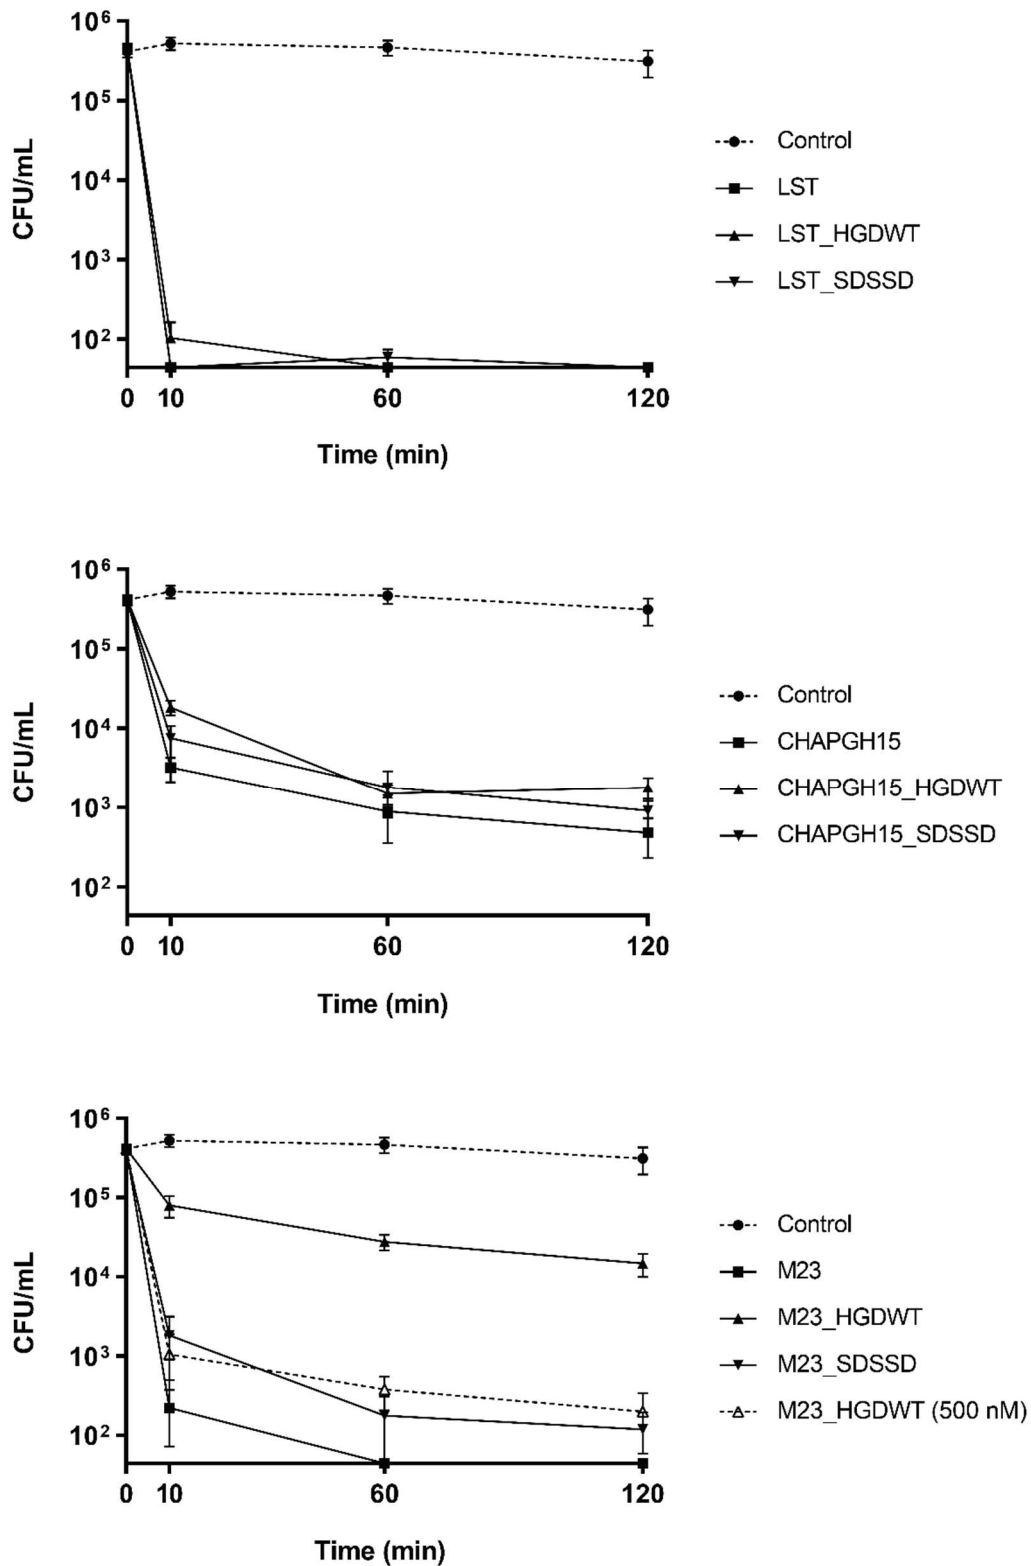 10⁶
10⁵
10⁴
10³
10²
CFU/mL
0 10 60 120
Time (min)
Control
LST
LST_HGDWT
LST_SDSSD
10⁶
10⁵
10⁴
10³
10²
CFU/mL
0 10 60 120
Time (min)
Control
CHAPGH15
CHAPGH15_HGDWT
CHAPGH15_SDSSD
10⁶
10⁵
10⁴
10³
10²
CFU/mL
0 10 60 120
Time (min)
Control
M23
M23_HGDWT
M23_SDSSD
M23_HGDWT (500 nM)